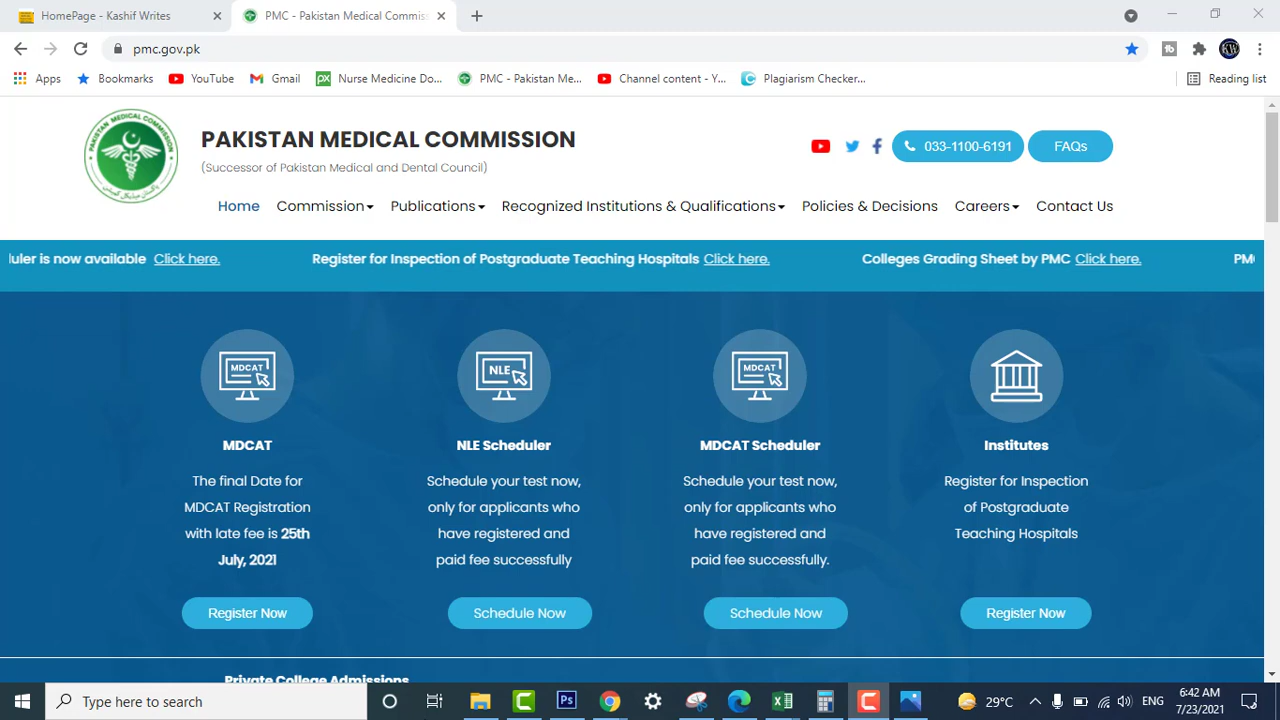 HomePage - Kashif Writes
PMC - Pakistan Medical Commis
pmc.gov.pk
Apps
Bookmarks
YouTube
Gmail
Nurse Medicine Do...
PMC - Pakistan Me...
Channel content - Y...
Plagiarism Checker...
Reading list
PAKISTAN MEDICAL COMMISSION
PAKISTAN MEDICAL COMMISSION
(Successor of Pakistan Medical and Dental Council)
033-1100-6191
FAQs
Home
Commission
Publications
Recognized Institutions & Qualifications
Policies & Decisions
Careers
Contact Us
uler is now available Click here.
Register for Inspection of Postgraduate Teaching Hospitals Click here.
Colleges Grading Sheet by PMC Click here.
MDCAT
NLE
MDCAT
MDCAT
The final Date for
MDCAT Registration
with late fee is 25th
July, 2021
Register Now
NLE Scheduler
Schedule your test now,
only for applicants who
have registered and
paid fee successfully
Schedule Now
MDCAT Scheduler
Schedule your test now,
only for applicants who
have registered and
paid fee successfully.
Schedule Now
Institutes
Register for Inspection
of Postgraduate
Teaching Hospitals
Register Now
Private College Admissions
Type here to search
Ps
29°C
ENG
6:42 AM
7/23/2021